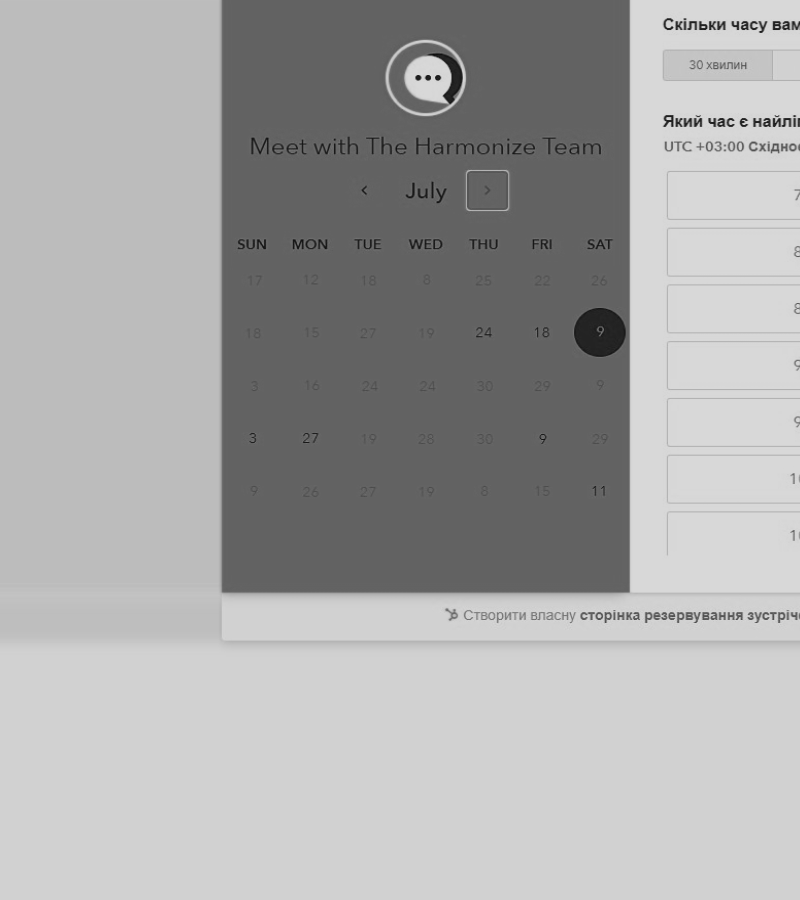 Meet with The Harmonize Team
July
SUN MON TUE WED THU FRI SAT
17 12 18 8 25 22 26
18 15 27 19 24 18 9
3 16 24 24 30 29 9
3 27 19 28 30 9 29
9 26 27 19 8 15 11
Скільки часу вам
30 хвилин
Який час є найліп
UTC +03:00 Східноє
7
8
8
9
9
10
10
Створити власну сторінка резервування зустріче